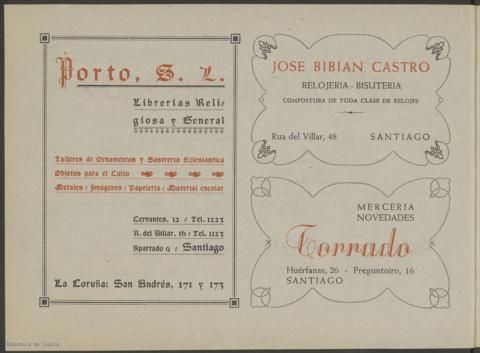 Porto, S. L.
Librerías Reli-
giosa y General
Talleres de Ornamentos y Sastrería Eclesiástica
Objetos para el Culto
Metales / Imágenes / Papelería / Material escolar
Cervantes, 12 / Tel. 1223
R. del Villar, 16 / Tel. 1123
Apartado 9 / Santiago
La Coruña: San Andrés, 171 y 173
JOSE BIBIAN CASTRO
RELOJERIA - BISUTERIA
COMPOSTURA DE TODA CLASE DE RELOJES
Rua del Villar, 48 SANTIAGO
MERCERIA
NOVEDADES
Torrado
Huérfanas, 26 - Preguntoiro, 16
SANTIAGO
Biblioteca de Galicia